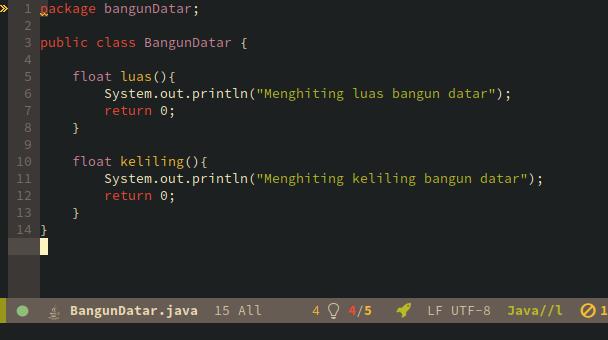 1 package bangunDatar;
2
3 public class BangunDatar {
4
5 float luas(){
6 System.out.println("Menghiting luas bangun datar");
7 return 0;
8 }
9
10 float keliling(){
11 System.out.println("Menghiting keliling bangun datar");
12 return 0;
13 }
14 }
BangunDatar.java 15 All 4 4/5 LF UTF-8 Java//l 1